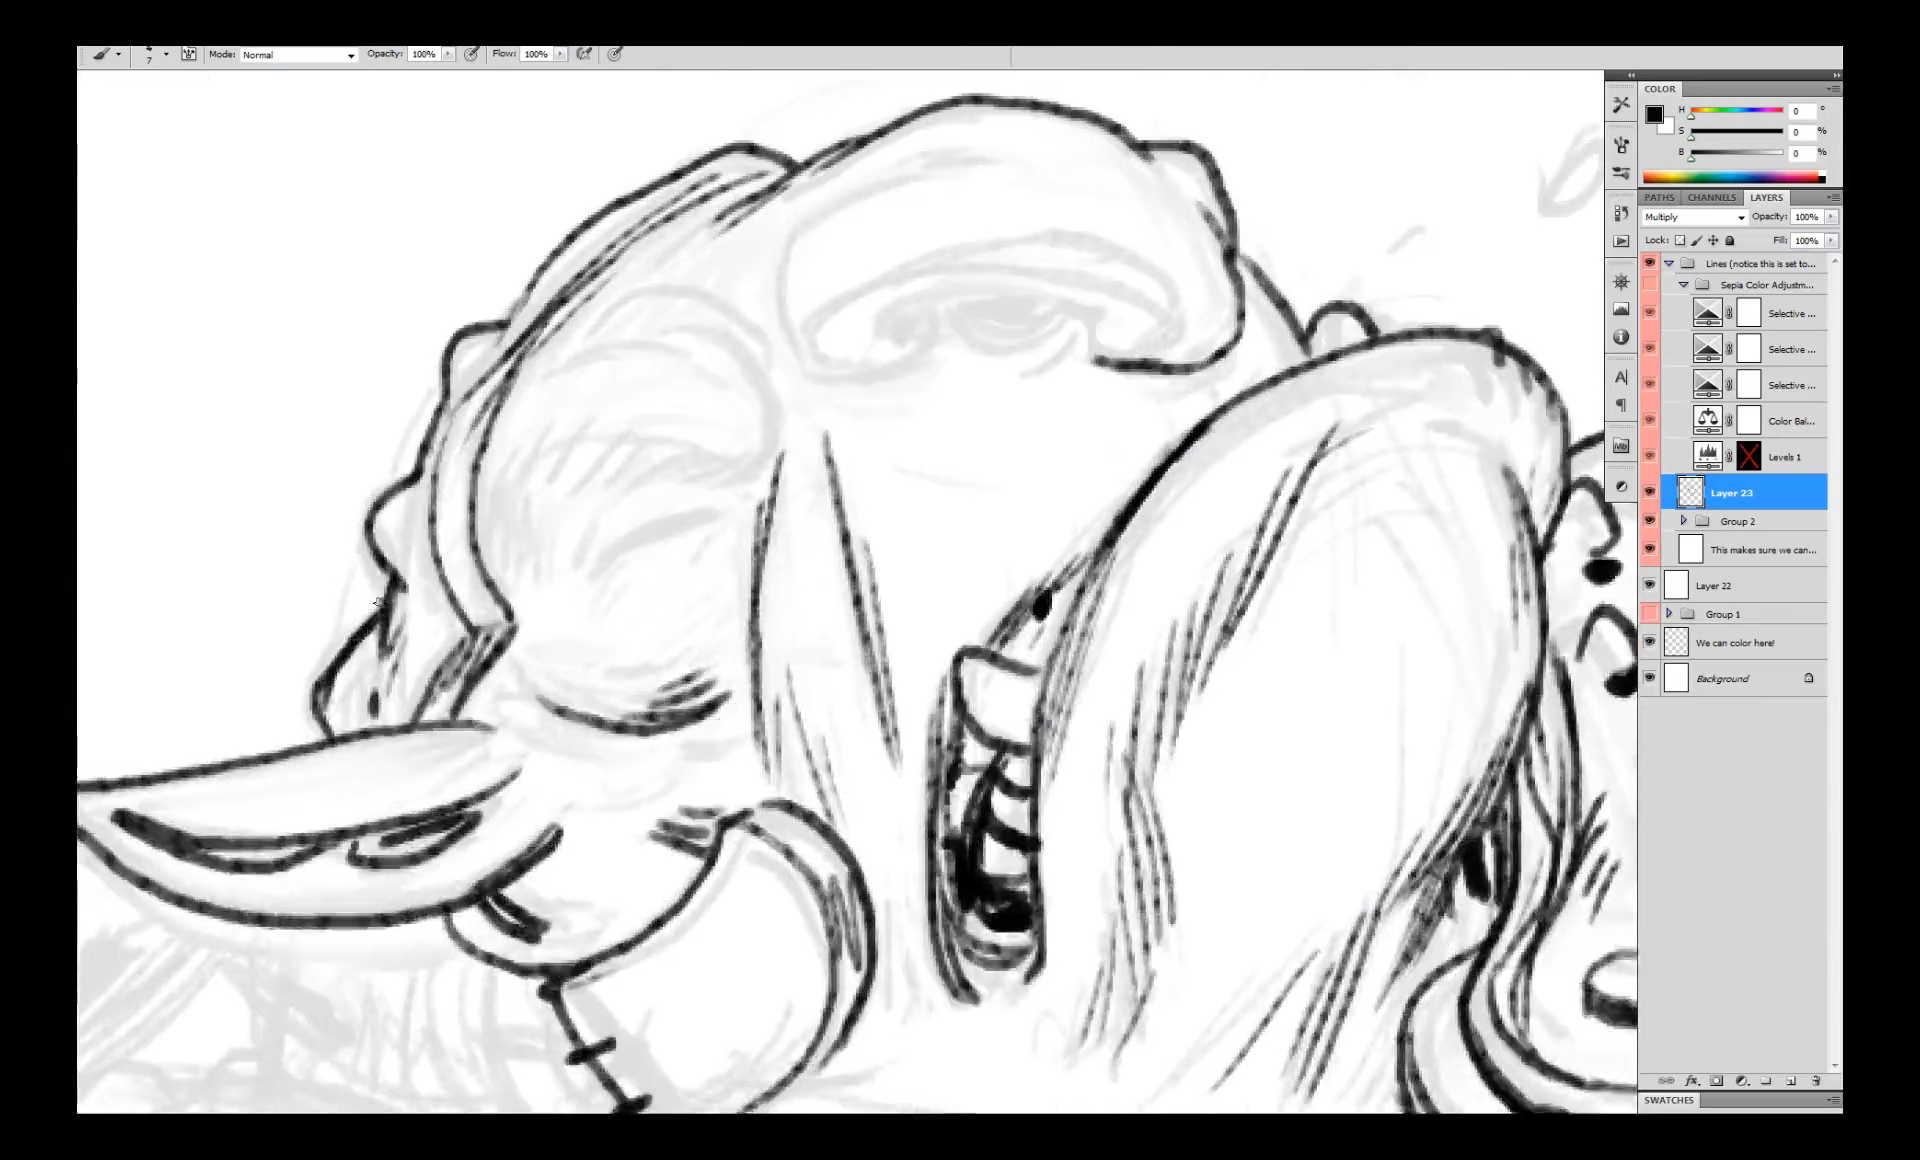 7 Mode: Normal Opacity: 100% Flow: 100%
COLOR
H 0 °
S 0 %
B 0 %
PATHS CHANNELS LAYERS
Multiply Opacity: 100%
Lock: Fill: 100%
Lines (notice this is set to...
Sepia Color Adjustm...
Selective ...
Selective ...
Selective ...
Color Bal...
Levels 1
Layer 23
Group 2
This makes sure we can...
Layer 22
Group 1
We can color here!
Background
SWATCHES